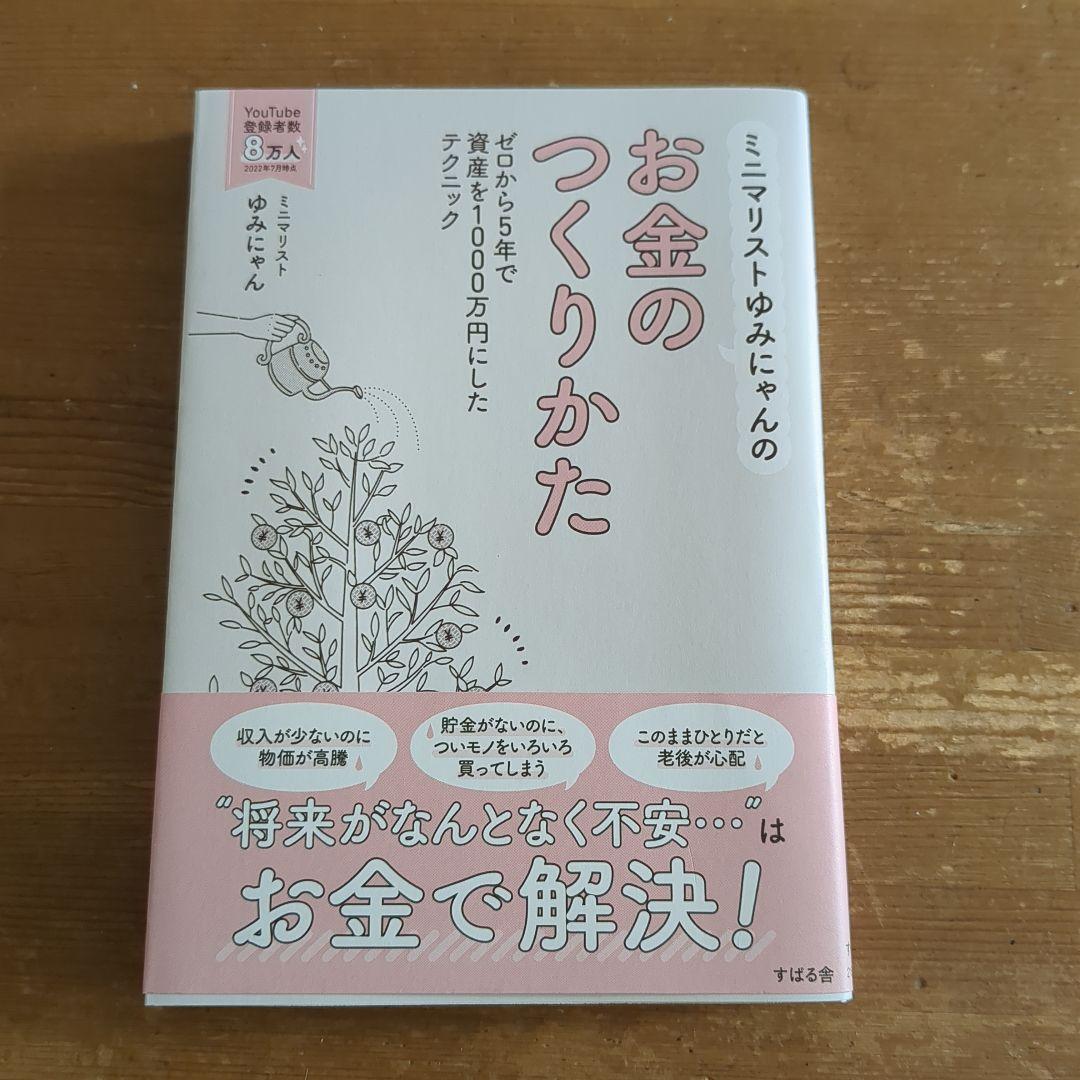 ミニマリストゆみにゃんの
お金の
つくりかた
ゼロから5年で
資産を1000万円にした
テクニック
YouTube
登録者数
8万人
2022年7月時点
ミニマリスト
ゆみにゃん
¥
¥
¥
¥
¥
¥
収入が少ないのに
物価が高騰
貯金がないのに、
ついモノをいろいろ
買ってしまう
このままひとりだと
老後が心配
“将来がなんとなく不安…”は
お金で解決!
すばる舎